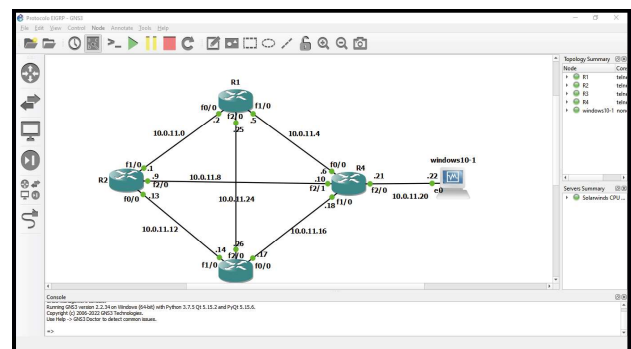 Protocolo EIGRP - GNS3
File Edit View Control Node Annotate Tools Help
Topology Summary
Node Con
R1 telne
R2 telne
R3 telne
R4 telne
windows10-1 none
Servers Summary
Solarwinds CPU ...
R1
f0/0 f1/0
.2 f2/0 .5
.25
10.0.11.0 10.0.11.4
f1/0 .1
R2 .9
f2/0
f0/0 .13
10.0.11.8
f0/0
.6 R4
.10
f2/1 f1/0
.18
.21
f2/0
windows10-1
.22
e0
10.0.11.20
10.0.11.24
10.0.11.12 10.0.11.16
.14 .26 .17
f1/0 f2/0 f0/0
Console
Running GNS3 version 2.2.34 on Windows (64-bit) with Python 3.7.5 Qt 5.15.2 and PyQt 5.15.6.
Copyright (c) 2006-2022 GNS3 Technologies.
Use Help -> GNS3 Doctor to detect common issues.
=>